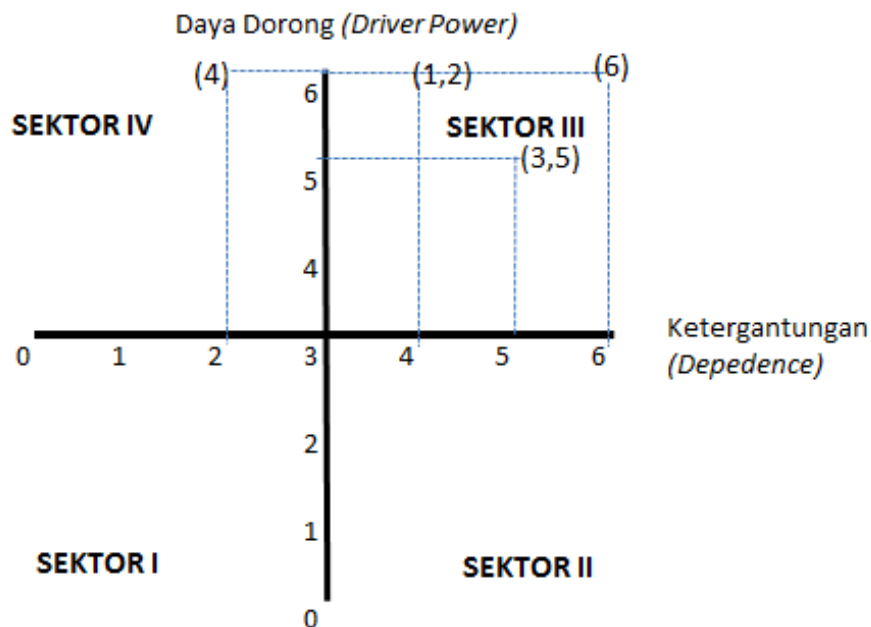 Daya Dorong (Driver Power)
(4) (1,2) (6)
6
SEKTOR IV SEKTOR III
(3,5)
5
4
Ketergantungan
(Depedence)
0 1 2 3 4 5 6
2
1
SEKTOR I SEKTOR II
0